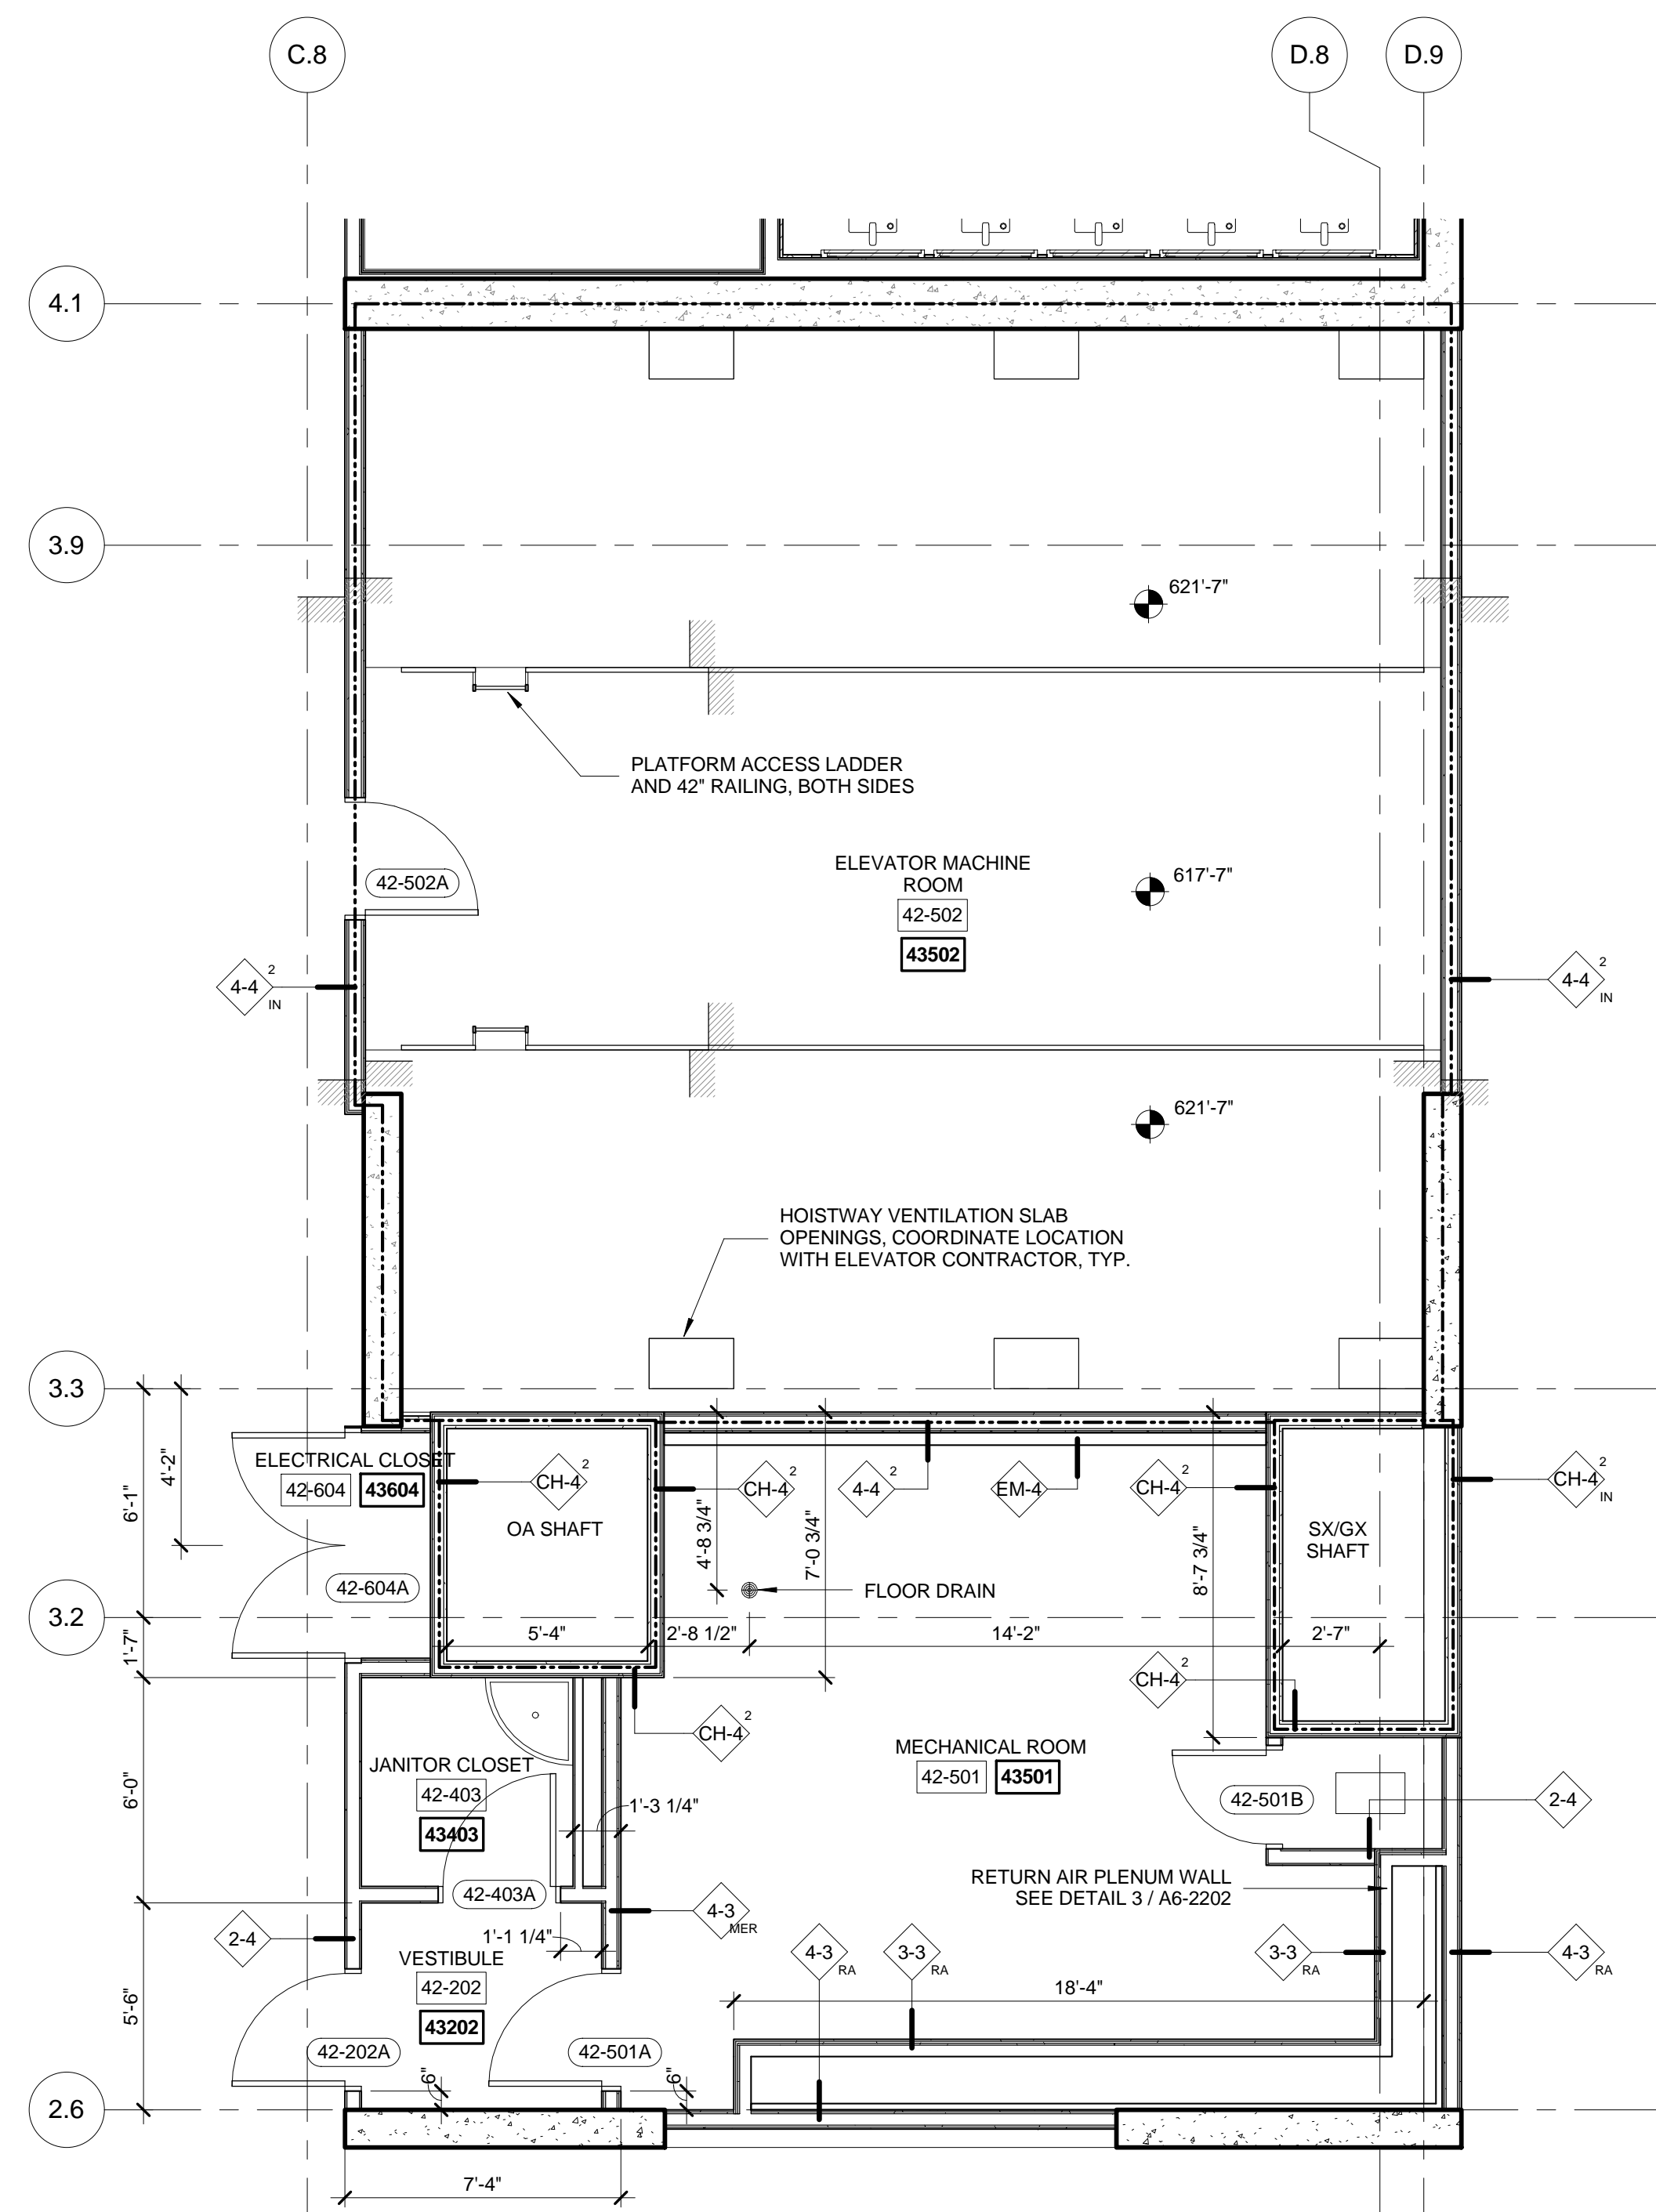 C.8
D.8
D.9
4.1
3.9
621'-7"
PLATFORM ACCESS LADDER
AND 42" RAILING, BOTH SIDES
ELEVATOR MACHINE
ROOM
42-502
43502
617'-7"
42-502A
4-4
2
IN
4-4
2
IN
621'-7"
HOISTWAY VENTILATION SLAB
OPENINGS, COORDINATE LOCATION
WITH ELEVATOR CONTRACTOR, TYP.
3.3
4'-2"
6'-1"
ELECTRICAL CLOSET
42-604
43604
CH-4
2
CH-4
2
4-4
2
EM-4
CH-4
2
CH-4
2
IN
OA SHAFT
SX/GX
SHAFT
4'-8 3/4"
7'-0 3/4"
8'-7 3/4"
42-604A
FLOOR DRAIN
3.2
1'-7"
5'-4"
2'-8 1/2"
14'-2"
2'-7"
CH-4
2
CH-4
2
MECHANICAL ROOM
42-501
43501
JANITOR CLOSET
42-403
43403
6'-0"
1'-3 1/4"
42-501B
2-4
RETURN AIR PLENUM WALL
SEE DETAIL 3 / A6-2202
42-403A
4-3
MER
2-4
1'-1 1/4"
VESTIBULE
42-202
43202
4-3
RA
3-3
RA
3-3
RA
4-3
RA
18'-4"
5'-6"
42-202A
42-501A
6"
6"
2.6
7'-4"